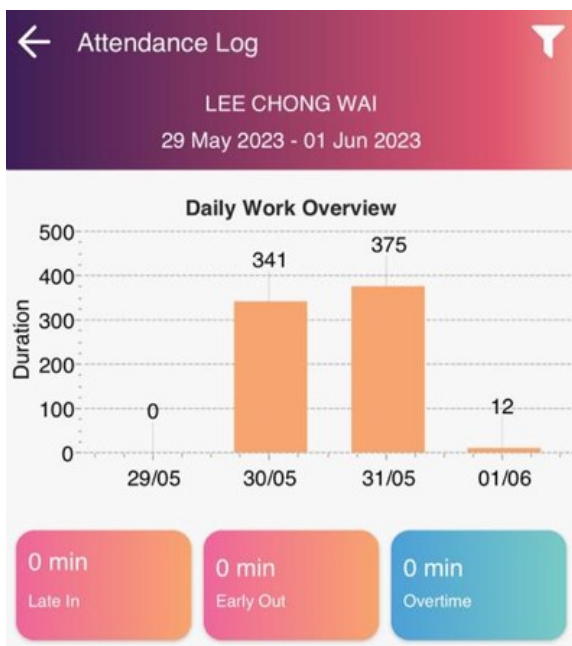 Attendance Log
LEE CHONG WAI
29 May 2023 - 01 Jun 2023
Daily Work Overview
Duration
500
400
300
200
100
0
0
341
375
12
29/05 30/05 31/05 01/06
0 min
Late In
0 min
Early Out
0 min
Overtime